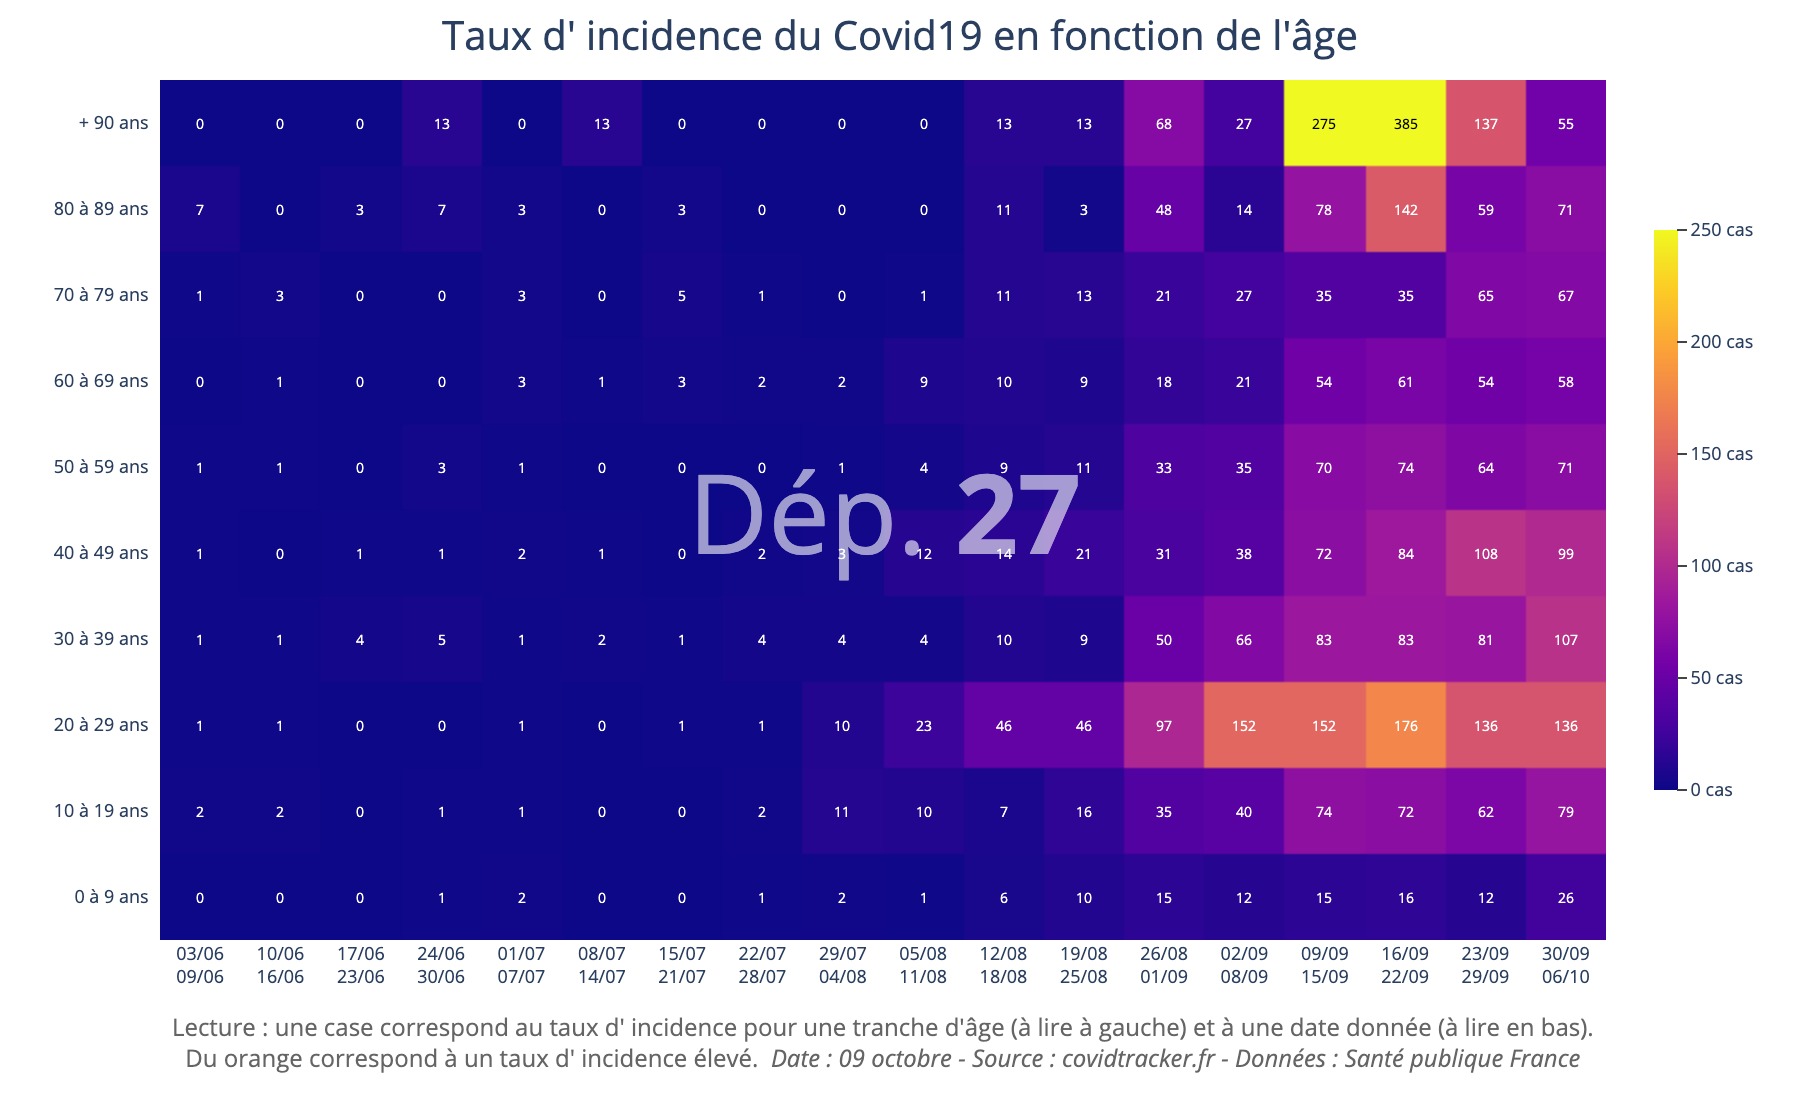 Taux d' incidence du Covid19 en fonction de l'âge
+ 90 ans 0 0 0 13 0 13 0 0 0 0 13 13 68 27 275 385 137 55
80 à 89 ans 7 0 3 7 3 0 3 0 0 0 11 3 48 14 78 142 59 71
70 à 79 ans 1 3 0 0 3 0 5 1 0 1 11 13 21 27 35 35 65 67
60 à 69 ans 0 1 0 0 3 1 3 2 2 9 10 9 18 21 54 61 54 58
50 à 59 ans 1 1 0 3 1 0 0 0 1 4 9 11 33 35 70 74 64 71
Dép. 27
40 à 49 ans 1 0 1 1 2 1 0 2 3 12 14 21 31 38 72 84 108 99
30 à 39 ans 1 1 4 5 1 2 1 4 4 4 10 9 50 66 83 83 81 107
20 à 29 ans 1 1 0 0 1 0 1 1 10 23 46 46 97 152 152 176 136 136
10 à 19 ans 2 2 0 1 1 0 0 2 11 10 7 16 35 40 74 72 62 79
0 à 9 ans 0 0 0 1 2 0 0 1 2 1 6 10 15 12 15 16 12 26
03/06 10/06 17/06 24/06 01/07 08/07 15/07 22/07 29/07 05/08 12/08 19/08 26/08 02/09 09/09 16/09 23/09 30/09
09/06 16/06 23/06 30/06 07/07 14/07 21/07 28/07 04/08 11/08 18/08 25/08 01/09 08/09 15/09 22/09 29/09 06/10
250 cas
200 cas
150 cas
100 cas
50 cas
0 cas
Lecture : une case correspond au taux d' incidence pour une tranche d'âge (à lire à gauche) et à une date donnée (à lire en bas).
Du orange correspond à un taux d' incidence élevé. Date : 09 octobre - Source : covidtracker.fr - Données : Santé publique France